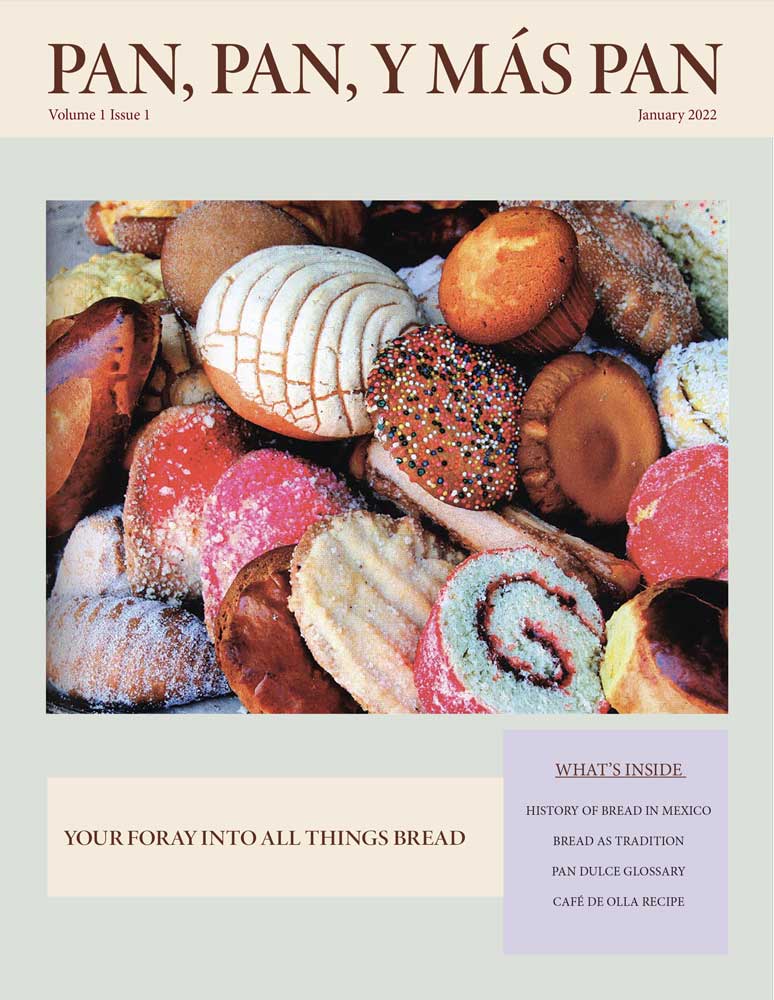 PAN, PAN, Y MÁS PAN
Volume 1 Issue 1
January 2022
YOUR FORAY INTO ALL THINGS BREAD
WHAT'S INSIDE
HISTORY OF BREAD IN MEXICO
BREAD AS TRADITION
PAN DULCE GLOSSARY
CAFÉ DE OLLA RECIPE